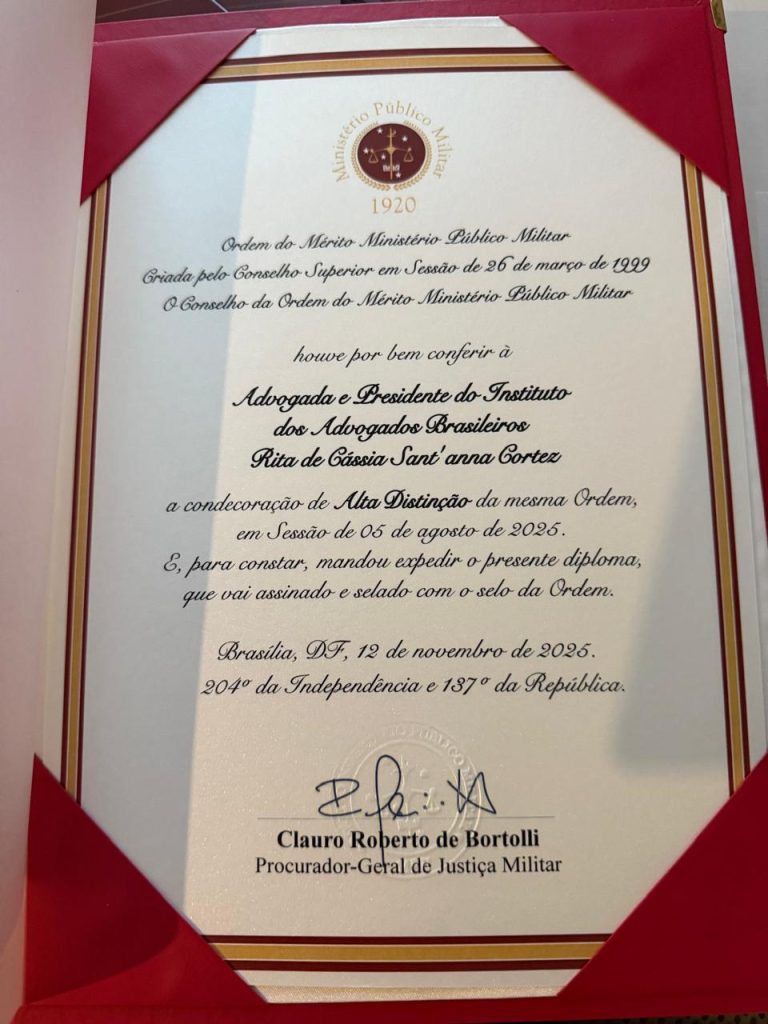 Ministério Público Militar
1920
Ordem do Mérito Ministério Público Militar
Criada pelo Conselho Superior em Sessão de 26 de março de 1999
O Conselho da Ordem do Mérito Ministério Público Militar
houve por bem conferir à
Advogada e Presidente do Instituto
dos Advogados Brasileiros
Rita de Cássia Sant'anna Cortez
a condecoração de Alta Distinção da mesma Ordem,
em Sessão de 05 de agosto de 2025.
E, para constar, mandou expedir o presente diploma,
que vai assinado e selado com o selo da Ordem.
Brasília, DF, 12 de novembro de 2025.
204º da Independência e 137º da República.
Clauro Roberto de Bortolli
Procurador-Geral de Justiça Militar